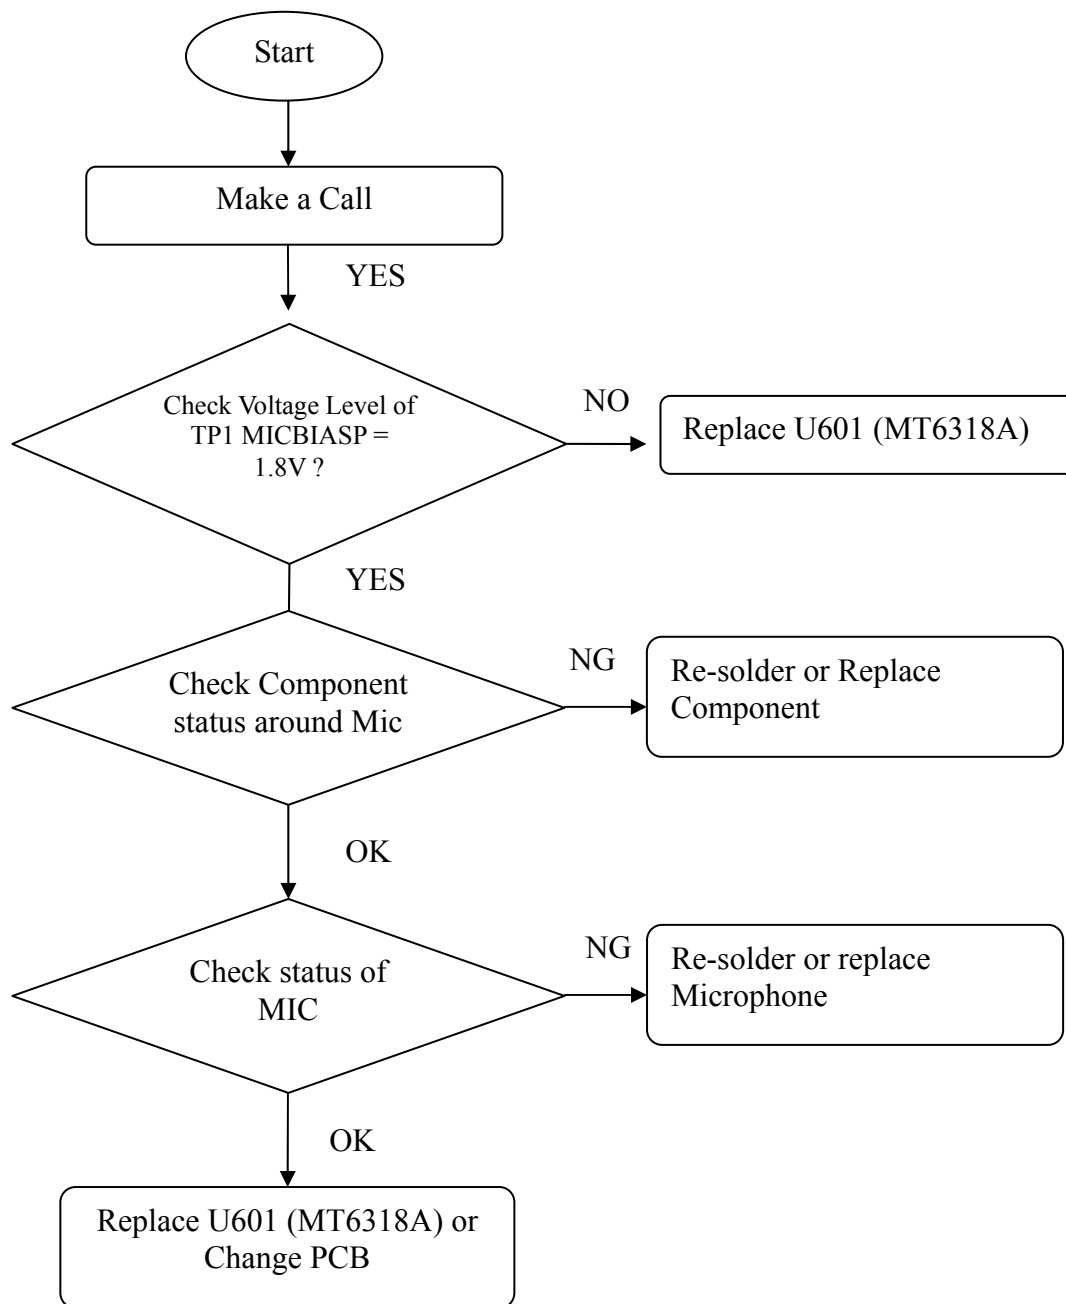 Start
Make a Call
YES
Check Voltage Level of
TP1 MICBIASP =
1.8V ?
NO
Replace U601 (MT6318A)
YES
Check Component
status around Mic
NG
Re-solder or Replace
Component
OK
Check status of
MIC
NG
Re-solder or replace
Microphone
OK
Replace U601 (MT6318A) or
Change PCB